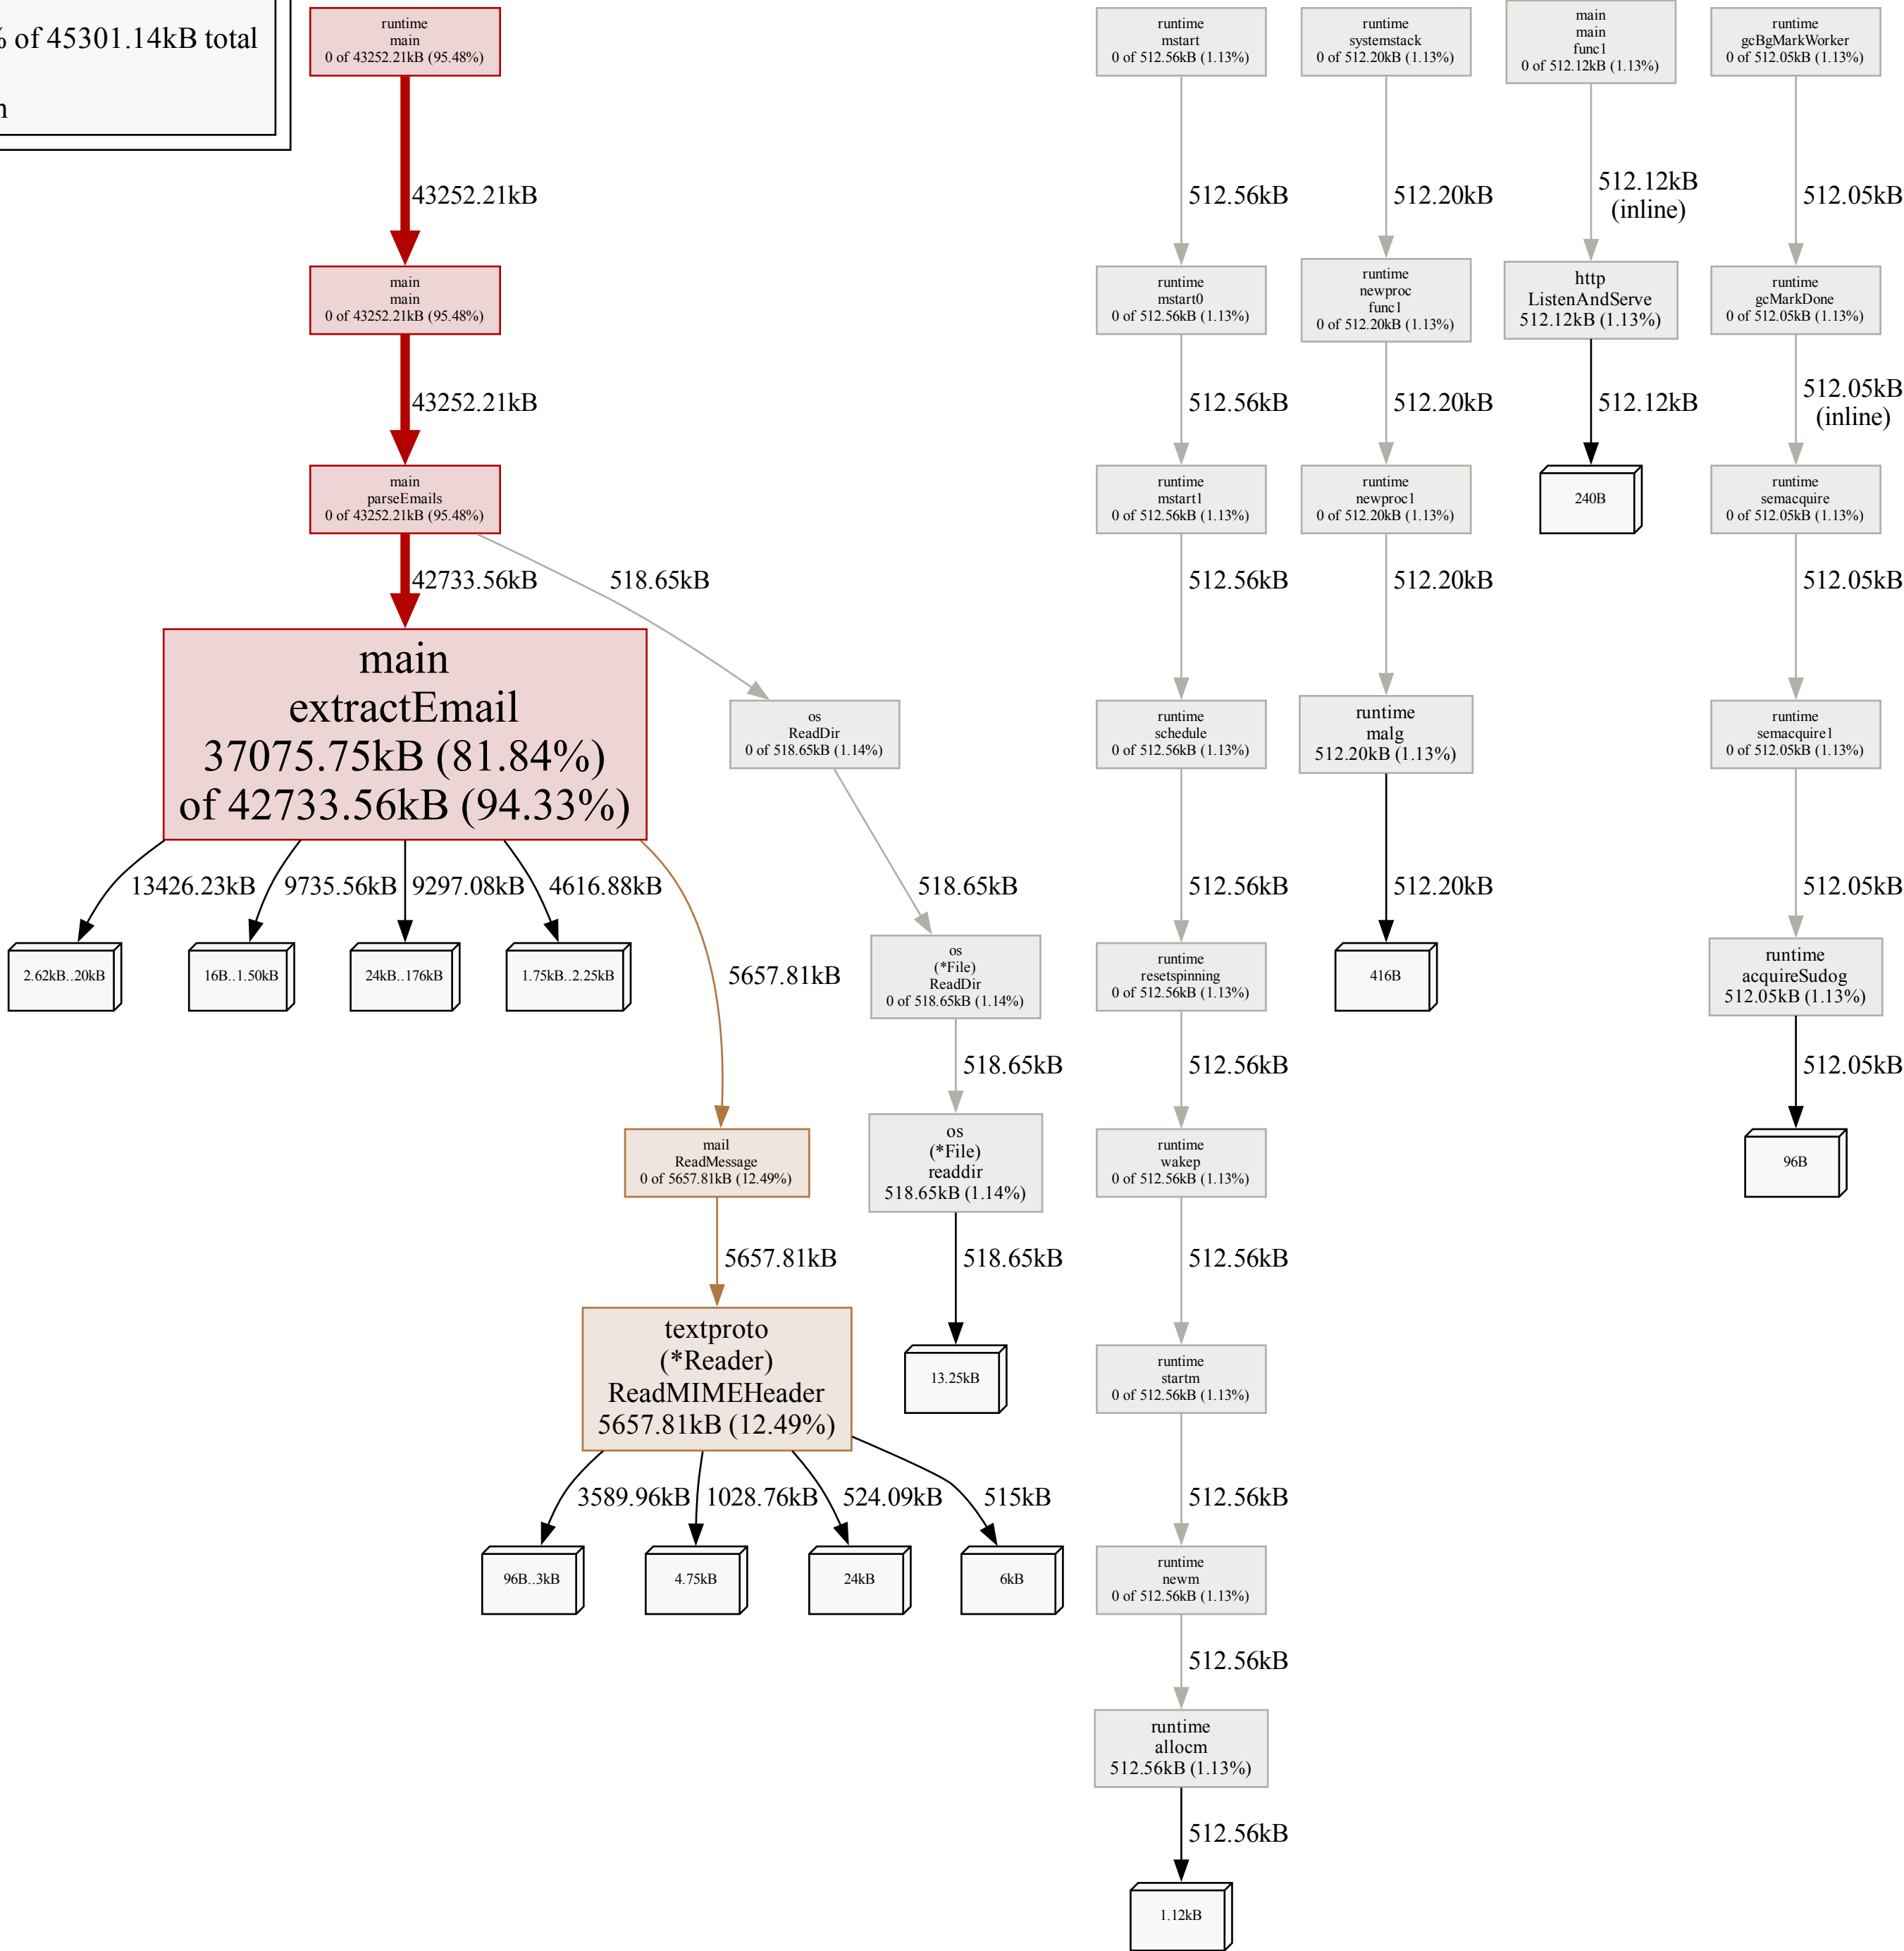 % of 45301.14kB total
runtime
main
0 of 43252.21kB (95.48%)
43252.21kB
main
main
0 of 43252.21kB (95.48%)
43252.21kB
main
parseEmails
0 of 43252.21kB (95.48%)
42733.56kB
518.65kB
main
extractEmail
37075.75kB (81.84%)
of 42733.56kB (94.33%)
13426.23kB
9735.56kB
9297.08kB
4616.88kB
2.62kB..20kB
16B..1.50kB
24kB..176kB
1.75kB..2.25kB
5657.81kB
mail
ReadMessage
0 of 5657.81kB (12.49%)
5657.81kB
textproto
(*Reader)
ReadMIMEHeader
5657.81kB (12.49%)
3589.96kB
1028.76kB
524.09kB
515kB
96B..3kB
4.75kB
24kB
6kB
os
ReadDir
0 of 518.65kB (1.14%)
518.65kB
os
(*File)
ReadDir
0 of 518.65kB (1.14%)
518.65kB
os
(*File)
readdir
518.65kB (1.14%)
518.65kB
13.25kB
runtime
mstart
0 of 512.56kB (1.13%)
512.56kB
runtime
mstart0
0 of 512.56kB (1.13%)
512.56kB
runtime
mstart1
0 of 512.56kB (1.13%)
512.56kB
runtime
schedule
0 of 512.56kB (1.13%)
512.56kB
runtime
resetspinning
0 of 512.56kB (1.13%)
512.56kB
runtime
wakep
0 of 512.56kB (1.13%)
512.56kB
runtime
startm
0 of 512.56kB (1.13%)
512.56kB
runtime
newm
0 of 512.56kB (1.13%)
512.56kB
runtime
allocm
512.56kB (1.13%)
512.56kB
1.12kB
runtime
systemstack
0 of 512.20kB (1.13%)
512.20kB
runtime
newproc
func1
0 of 512.20kB (1.13%)
512.20kB
runtime
newproc1
0 of 512.20kB (1.13%)
512.20kB
runtime
malg
512.20kB (1.13%)
512.20kB
416B
main
main
func1
0 of 512.12kB (1.13%)
512.12kB
(inline)
http
ListenAndServe
512.12kB (1.13%)
512.12kB
240B
runtime
gcBgMarkWorker
0 of 512.05kB (1.13%)
512.05kB
runtime
gcMarkDone
0 of 512.05kB (1.13%)
512.05kB
(inline)
runtime
semacquire
0 of 512.05kB (1.13%)
512.05kB
runtime
semacquire1
0 of 512.05kB (1.13%)
512.05kB
runtime
acquireSudog
512.05kB (1.13%)
512.05kB
96B